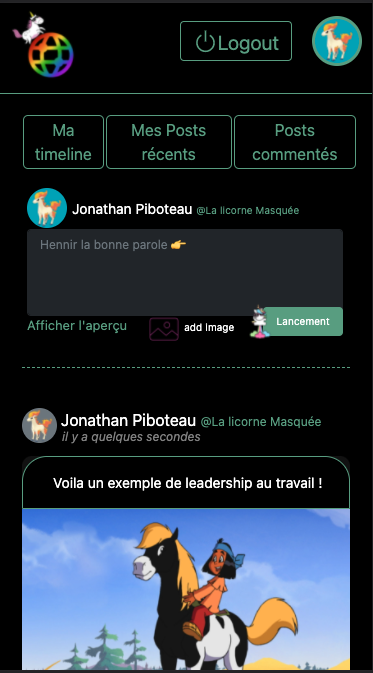 Logout
Ma
timeline
Mes Posts
récents
Posts
commentés
Jonathan Piboteau @La licorne Masquée
Hennir la bonne parole 👉
Afficher l'aperçu
add image
Lancement
Jonathan Piboteau @La licorne Masquée
il y a quelques secondes
Voila un exemple de leadership au travail !